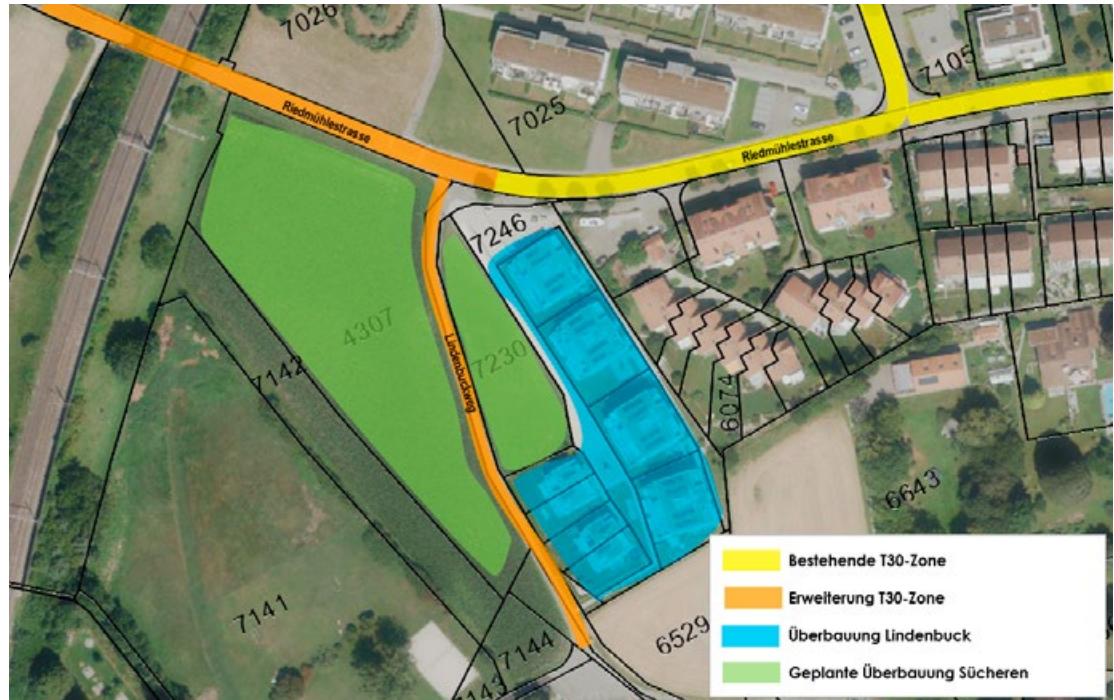 7026
Riedmühlestrasse
7025
7105
Riedmühlestrasse
7246
4307
7230
7142
Lindenbuckweg
6074
6643
7141
7144
6529
7143
Bestehende T30-Zone
Erweiterung T30-Zone
Überbauung Lindenbuck
Geplante Überbauung Sücheren